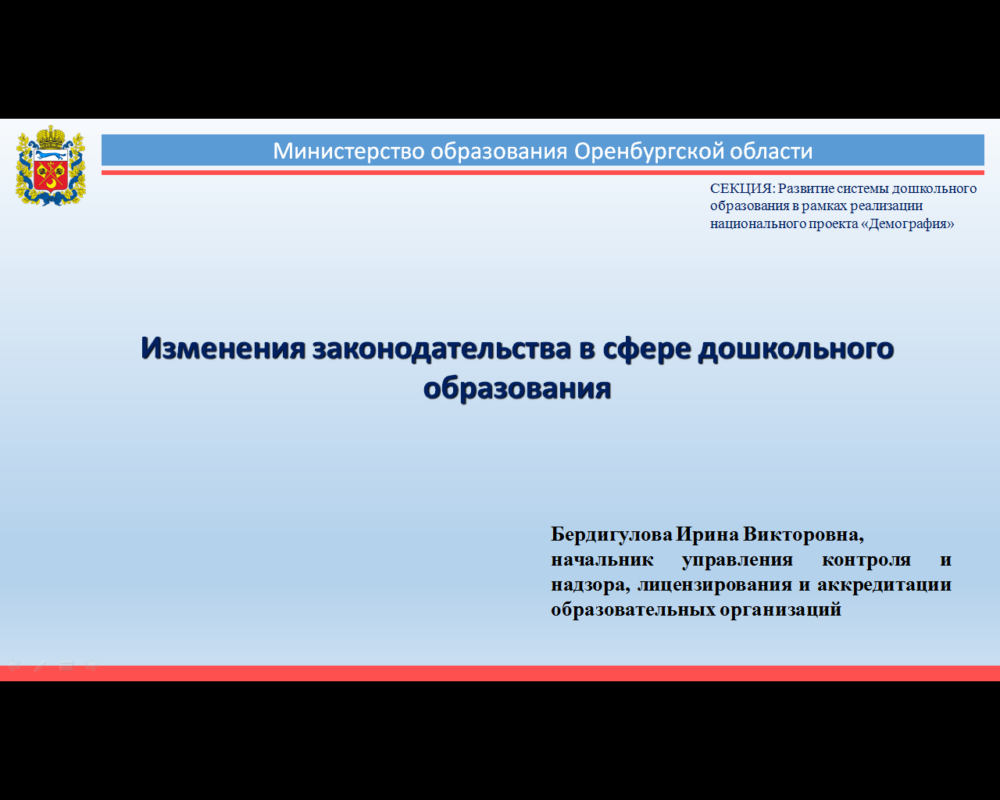 Министерство образования Оренбургской области
СЕКЦИЯ: Развитие системы дошкольного
образования в рамках реализации
национального проекта «Демография»
Изменения законодательства в сфере дошкольного
образования
Бердигулова Ирина Викторовна,
начальник управления контроля и
надзора, лицензирования и аккредитации
образовательных организаций